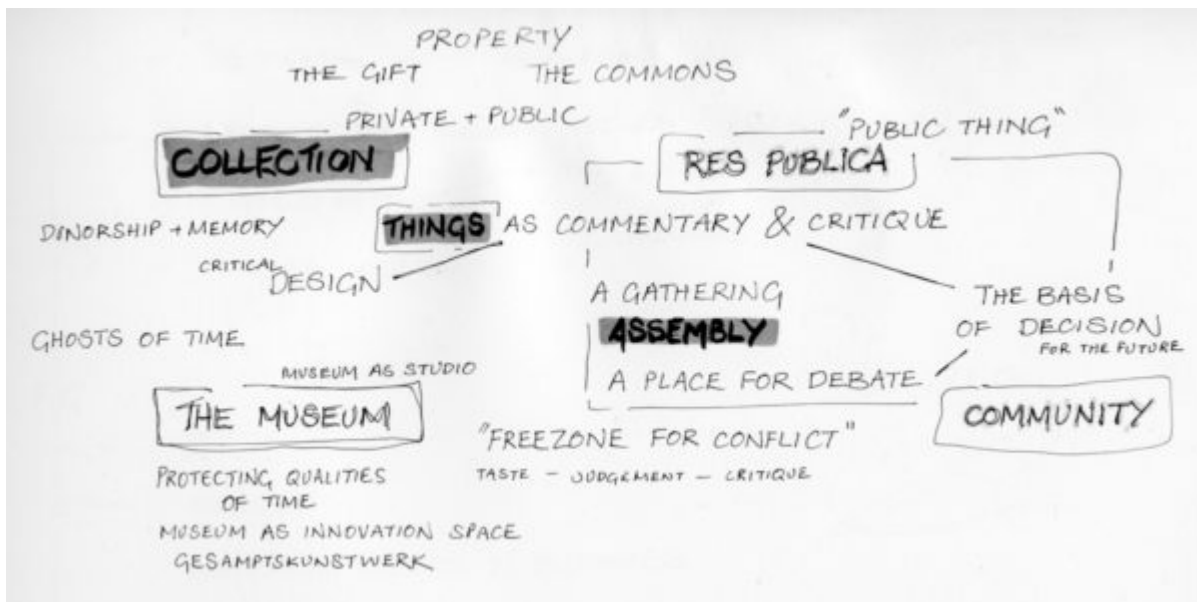 PROPERTY
THE GIFT THE COMMONS
PRIVATE + PUBLIC
"PUBLIC THING"
COLLECTION
RES PUBLICA
DINORSHIP + MEMORY
THINGS AS COMMENTARY & CRITIQUE
CRITICAL
DESIGN
A GATHERING
ASSEMBLY
A PLACE FOR DEBATE
THE BASIS
OF DECISION
FOR THE FUTURE
GHOSTS OF TIME
MUSEUM AS STUDIO
THE MUSEUM
COMMUNITY
"FREEZONE FOR CONFLICT"
TASTE – JUDGEMENT – CRITIQUE
PROTECTING QUALITIES
OF TIME
MUSEUM AS INNOVATION SPACE
GESAMPTSKUNSTWERK